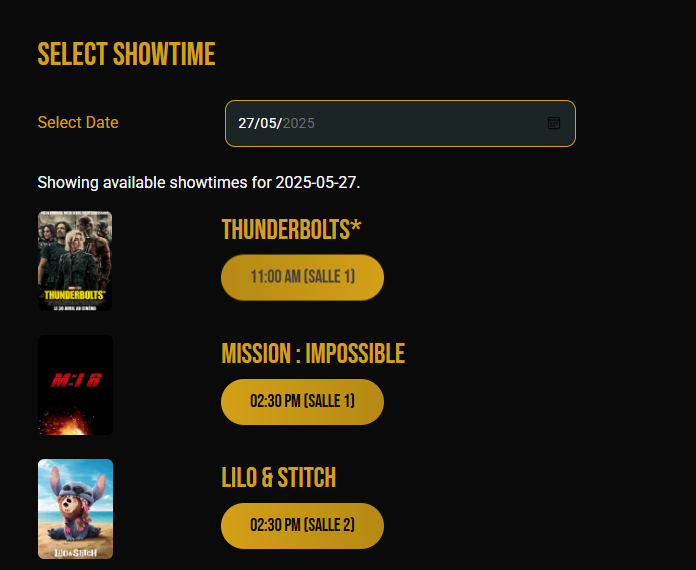 SELECT SHOWTIME
Select Date
27/05/2025
Showing available showtimes for 2025-05-27.
THUNDERBOLTS*
THUNDERBOLTS*
11:00 AM (SALLE 1)
M:I 8
MISSION : IMPOSSIBLE
02:30 PM (SALLE 1)
LILO & STITCH
LILO & STITCH
02:30 PM (SALLE 2)